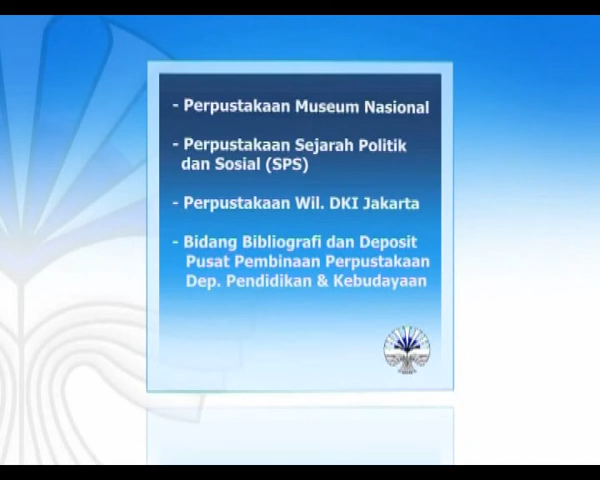 - Perpustakaan Museum Nasional
- Perpustakaan Sejarah Politik
dan Sosial (SPS)
- Perpustakaan Wil. DKI Jakarta
- Bidang Bibliografi dan Deposit
Pusat Pembinaan Perpustakaan
Dep. Pendidikan & Kebudayaan